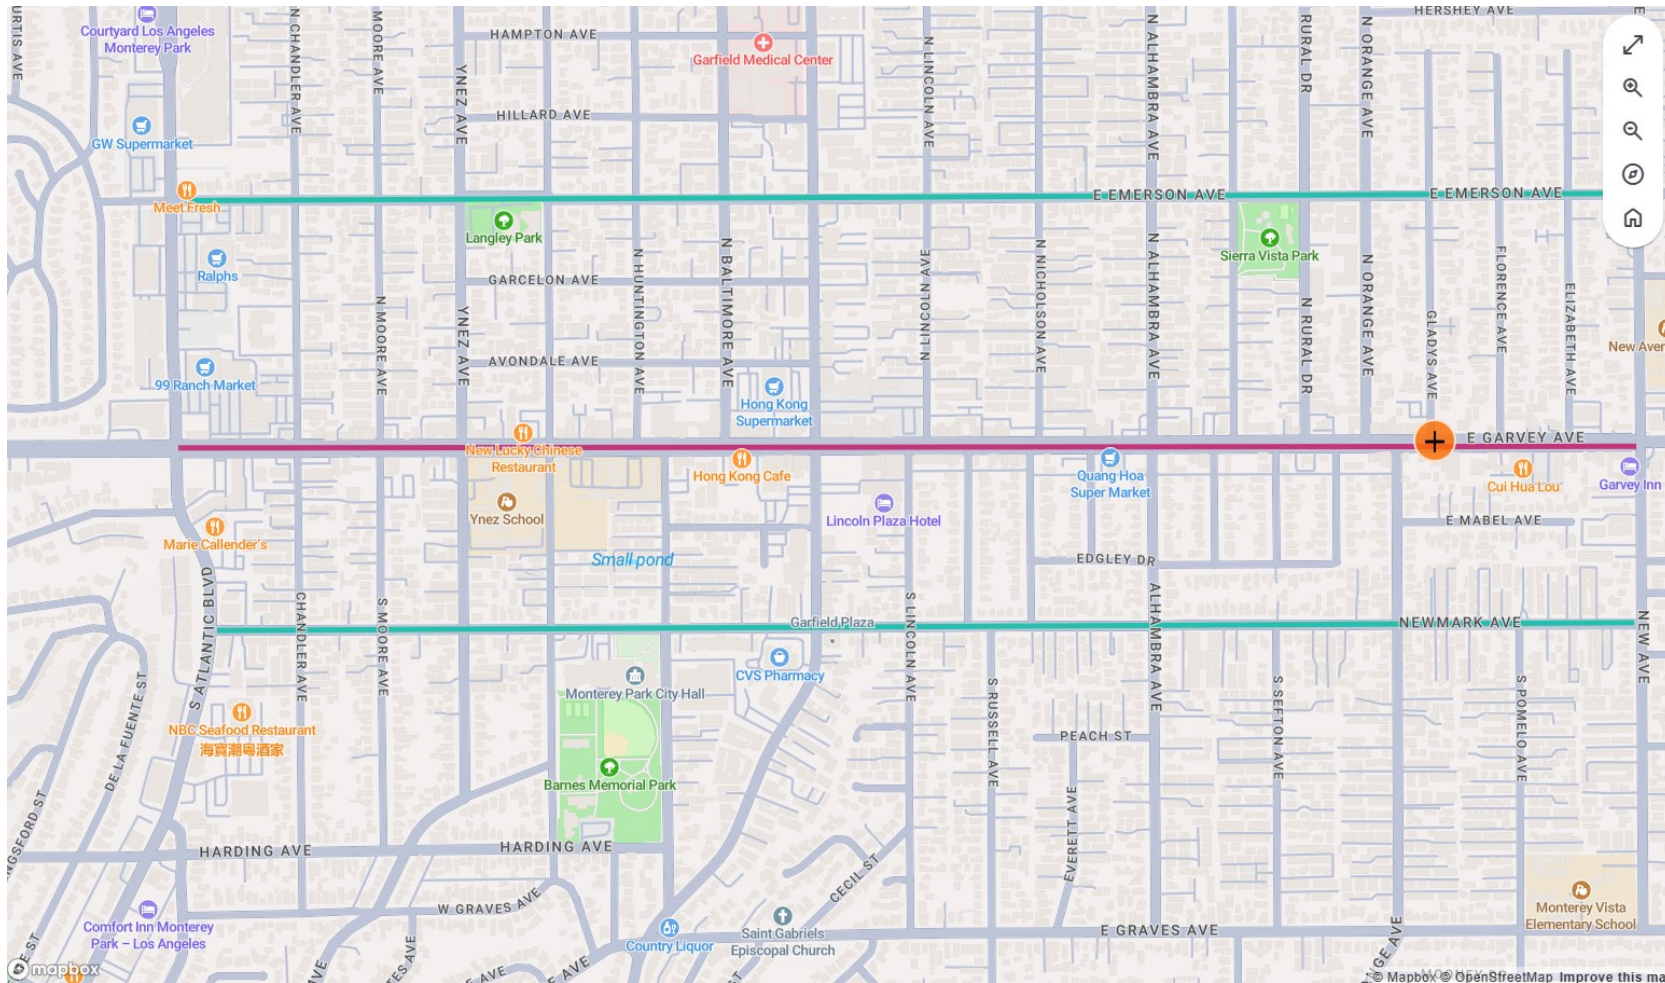 HERSHEY AVE
CURTIS AVE
Courtyard Los Angeles
Monterey Park
N CHANDLER AVE
MOORE AVE
HAMPTON AVE
Garfield Medical Center
N LINCOLN AVE
N ALHAMBRA AVE
RURAL DR
N ORANGE AVE
YNEZ AVE
HILLARD AVE
GW Supermarket
Meet Fresh
E EMERSON AVE
E EMERSON AVE
Langley Park
Sierra Vista Park
Ralphs
GARCELON AVE
N HUNTINGTON AVE
N BALTIMORE AVE
N LINCOLN AVE
N NICHOLSON AVE
N ALHAMBRA AVE
N RURAL DR
N ORANGE AVE
GLADYS AVE
FLORENCE AVE
ELIZABETH AVE
N MOORE AVE
YNEZ AVE
AVONDALE AVE
99 Ranch Market
Hong Kong
Supermarket
E GARVEY AVE
New Lucky Chinese
Restaurant
Hong Kong Cafe
Quang Hoa
Super Market
Cui Hua Lou
Garvey Inn
Ynez School
Lincoln Plaza Hotel
E MABEL AVE
Marie Callender's
Small pond
EDGLEY DR
S ATLANTIC BLVD
CHANDLER AVE
S MOORE AVE
Garfield Plaza
S LINCOLN AVE
ALHAMBRA AVE
NEWMARK AVE
NEW AVE
CVS Pharmacy
Monterey Park City Hall
DE LA FUENTE ST
NBC Seafood Restaurant
海寶潮粵酒家
S RUSSELL AVE
S SEFTON AVE
S POMELO AVE
PEACH ST
Barnes Memorial Park
EVERETT AVE
HARDING AVE
HARDING AVE
CECIL ST
W GRAVES AVE
Comfort Inn Monterey
Park – Los Angeles
Country Liquor
Saint Gabriels
Episcopal Church
E GRAVES AVE
Monterey Vista
Elementary School
mapbox
© Mapbox © OpenStreetMap Improve this ma